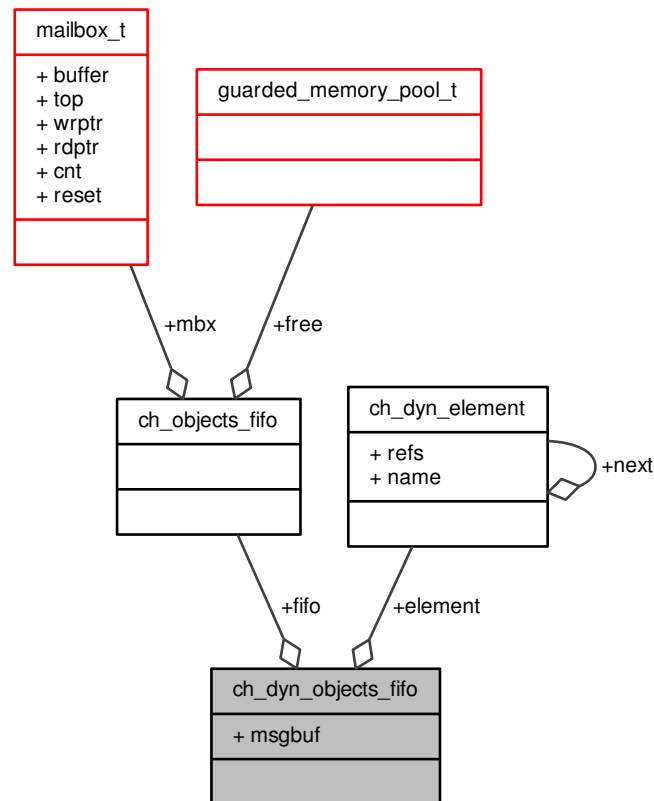 mailbox_t
+ buffer
+ top
+ wrptr
+ rdptr
+ cnt
+ reset
guarded_memory_pool_t
+mbx
+free
ch_objects_fifo
ch_dyn_element
+ refs
+ name
+next
+fifo
+element
ch_dyn_objects_fifo
+ msgbuf